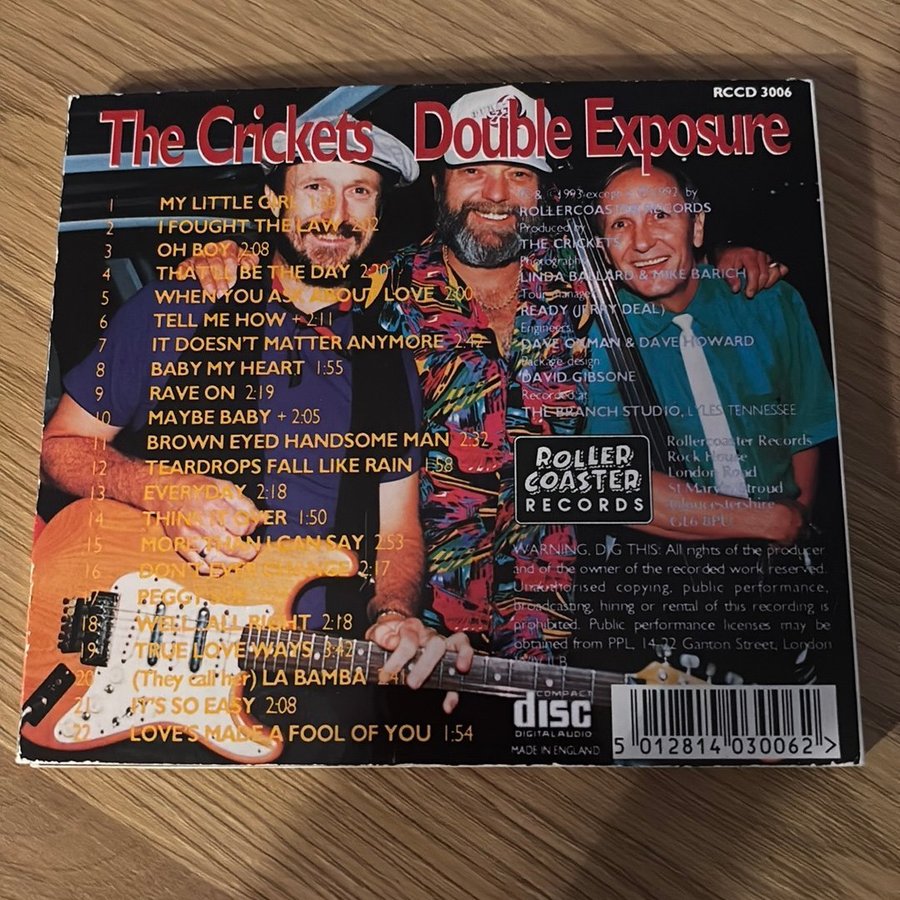 RCCD 3006
The Crickets Double Exposure
1 MY LITTLE GIRL
2 I FOUGHT THE LAW 2:02
3 OH BOY 2:08
4 THAT'LL BE THE DAY 2:20
5 WHEN YOU ASK ABOUT LOVE 2:00
6 TELL ME HOW + 2:11
7 IT DOESN'T MATTER ANYMORE 2:42
8 BABY MY HEART 1:55
9 RAVE ON 2:19
10 MAYBE BABY + 2:05
11 BROWN EYED HANDSOME MAN 2:32
12 TEARDROPS FALL LIKE RAIN 1:58
13 EVERYDAY 2:18
14 THINK IT OVER 1:50
15 MORE THAN I CAN SAY 2:53
16 DON'T EVER CHANGE 2:17
PEGGY SUE
18 WELL, ALL RIGHT 2:18
19 TRUE LOVE WAYS 3:42
20 (They call her) LA BAMBA 2:41
21 IT'S SO EASY 2:08
22 LOVE'S MADE A FOOL OF YOU 1:54
& ©1993 except 1992 by
ROLLERCOASTER RECORDS
Produced by
THE CRICKETS
Photography
LINDA BALLARD & MIKE BARICH
Tour manager
READY (JERRY DEAL)
Engineers
DAVE OXMAN & DAVE HOWARD
Package design
DAVID GIBSONE
Recorded at
THE BRANCH STUDIO, LYLES TENNESSEE
ROLLER
COASTER
RECORDS
Rollercoaster Records
Rock House
London Road
St Mary's Stroud
Gloucestershire
GL6 8PU
WARNING, DIG THIS: All rights of the producer
and of the owner of the recorded work reserved.
Unauthorised copying, public performance,
broadcasting, hiring or rental of this recording is
prohibited. Public performance licenses may be
obtained from PPL, 14-22 Ganton Street, London
COMPACT
disc
DIGITAL AUDIO
MADE IN ENGLAND
5 012814 030062 >